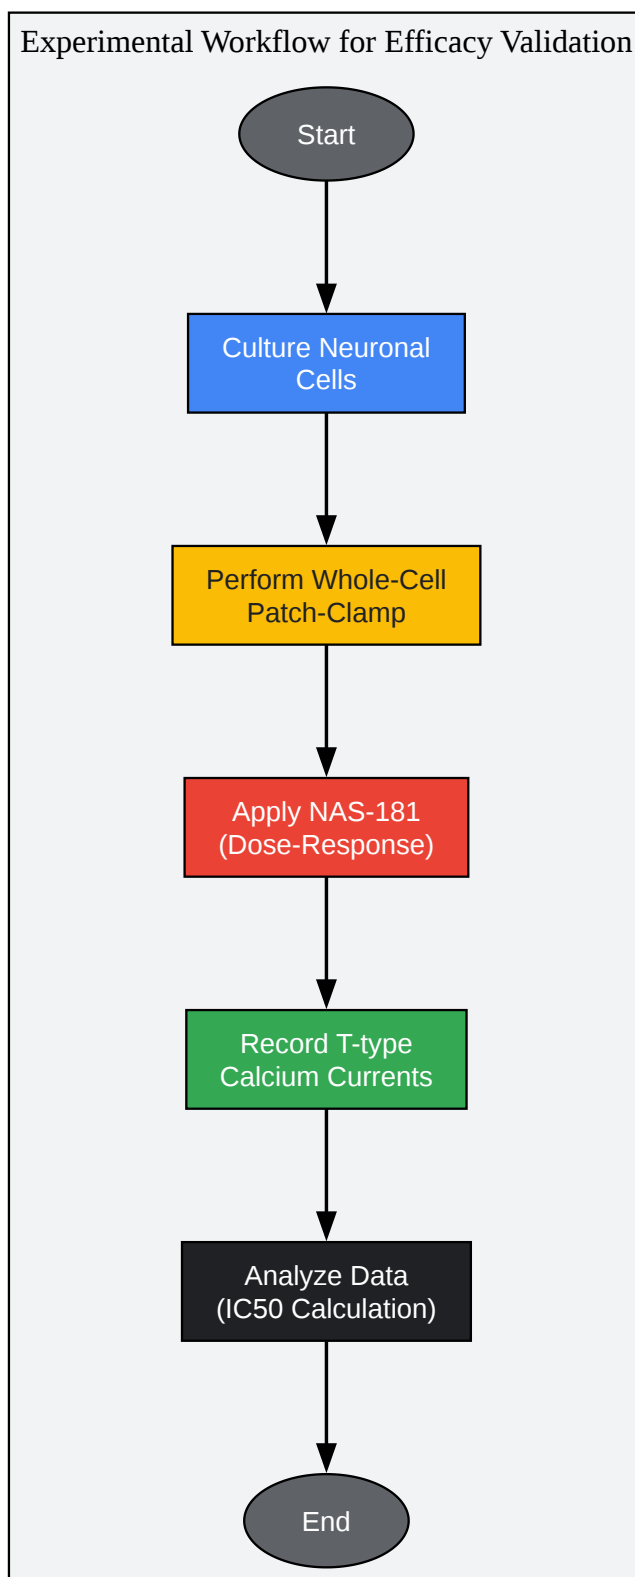 Experimental Workflow for Efficacy Validation
Start
Culture Neuronal
Cells
Perform Whole-Cell
Patch-Clamp
Apply NAS-181
(Dose-Response)
Record T-type
Calcium Currents
Analyze Data
(IC50 Calculation)
End